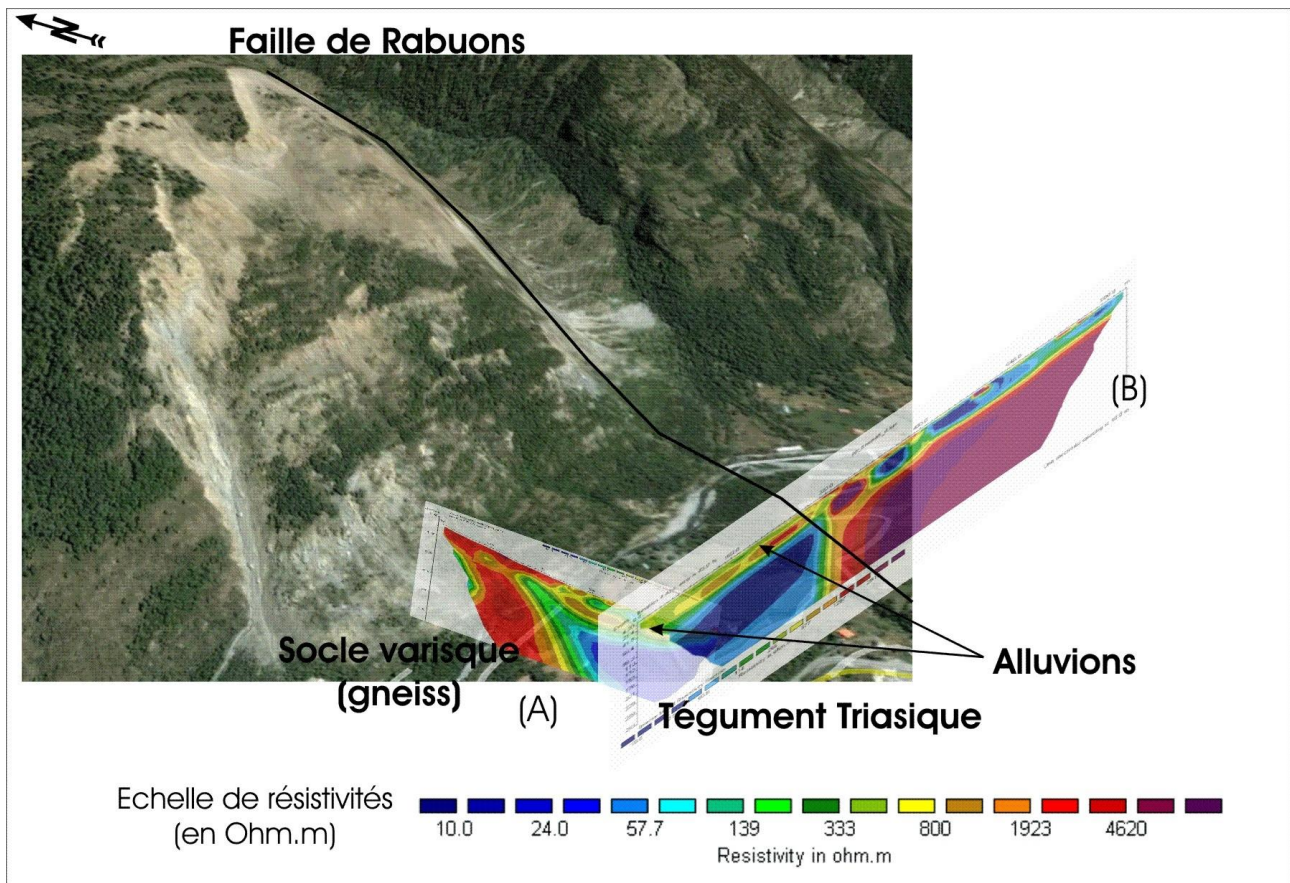 N
Faille de Rabuons
(B)
Alluvions
Socle varisque
(gneiss)
(A)
Tégument Triasique
Echelle de résistivités
(en Ohm.m)
10.0 24.0 57.7 139 333 800 1923 4620
Resistivity in ohm.m